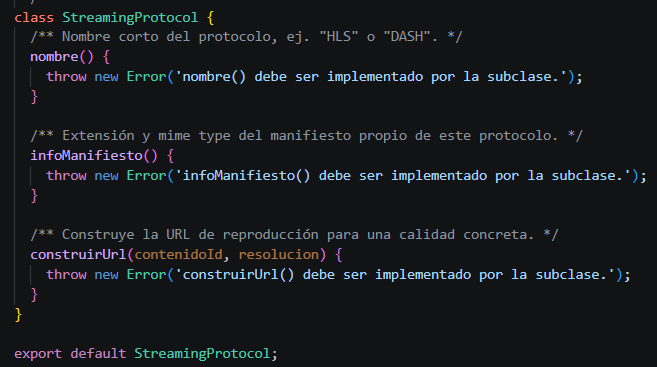 class StreamingProtocol {
/** Nombre corto del protocolo, ej. "HLS" o "DASH". */
nombre() {
throw new Error('nombre() debe ser implementado por la subclase.');
}
/** Extensión y mime type del manifiesto propio de este protocolo. */
infoManifiesto() {
throw new Error('infoManifiesto() debe ser implementado por la subclase.');
}
/** Construye la URL de reproducción para una calidad concreta. */
construirUrl(contenidoId, resolucion) {
throw new Error('construirUrl() debe ser implementado por la subclase.');
}
}
export default StreamingProtocol;